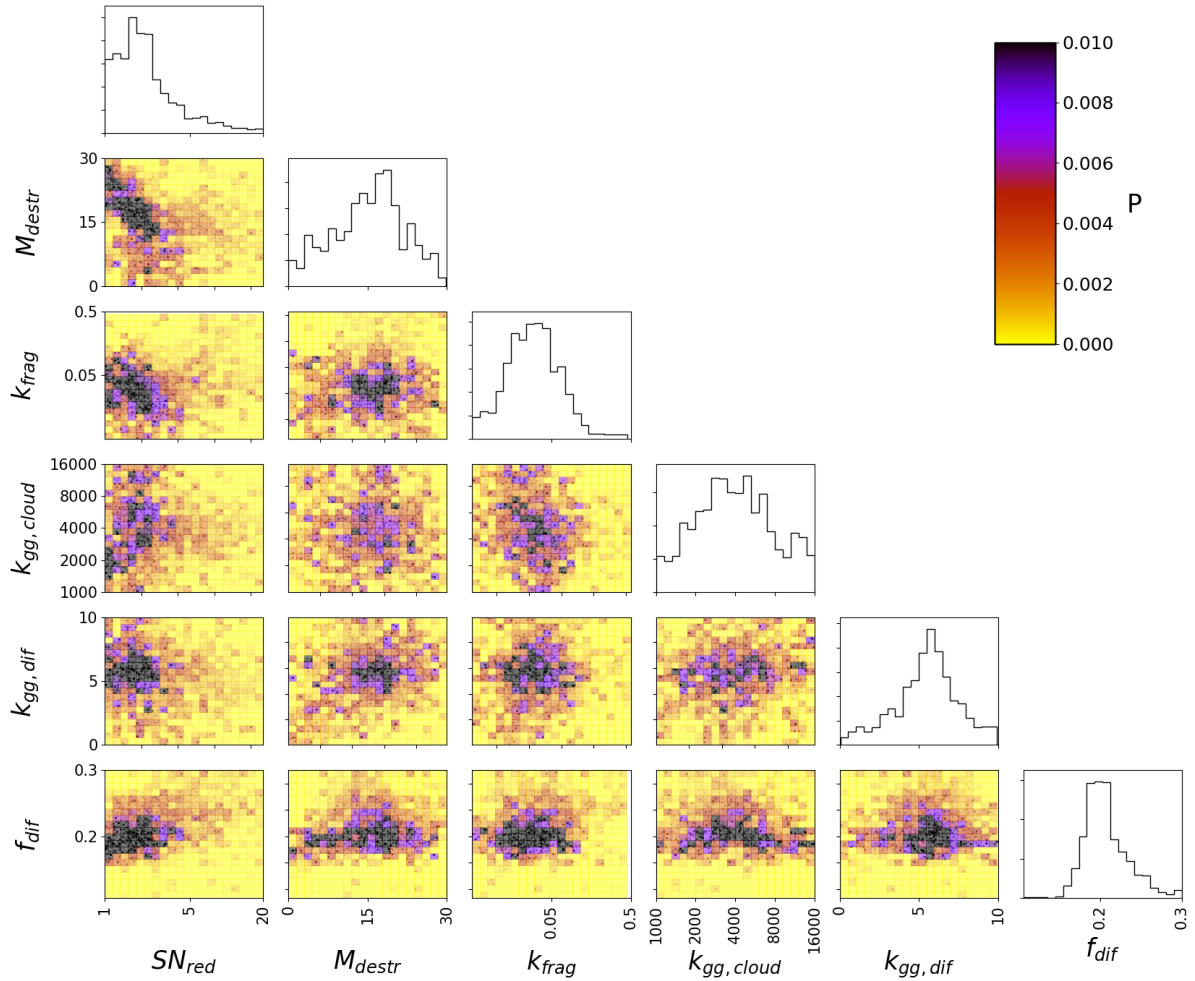 0.010
0.008
0.006
P
0.004
0.002
0.000
30
M_destr
15
0
0.5
k_frag
0.05
16000
8000
k_gg,cloud
4000
2000
1000
10
k_gg,dif
5
0
0.3
f_dif
0.2
1 5 20 0 15 30 0.05 0.5 1000 2000 4000 8000 16000 0 5 10 0.2 0.3
SN_red M_destr k_frag k_gg,cloud k_gg,dif f_dif